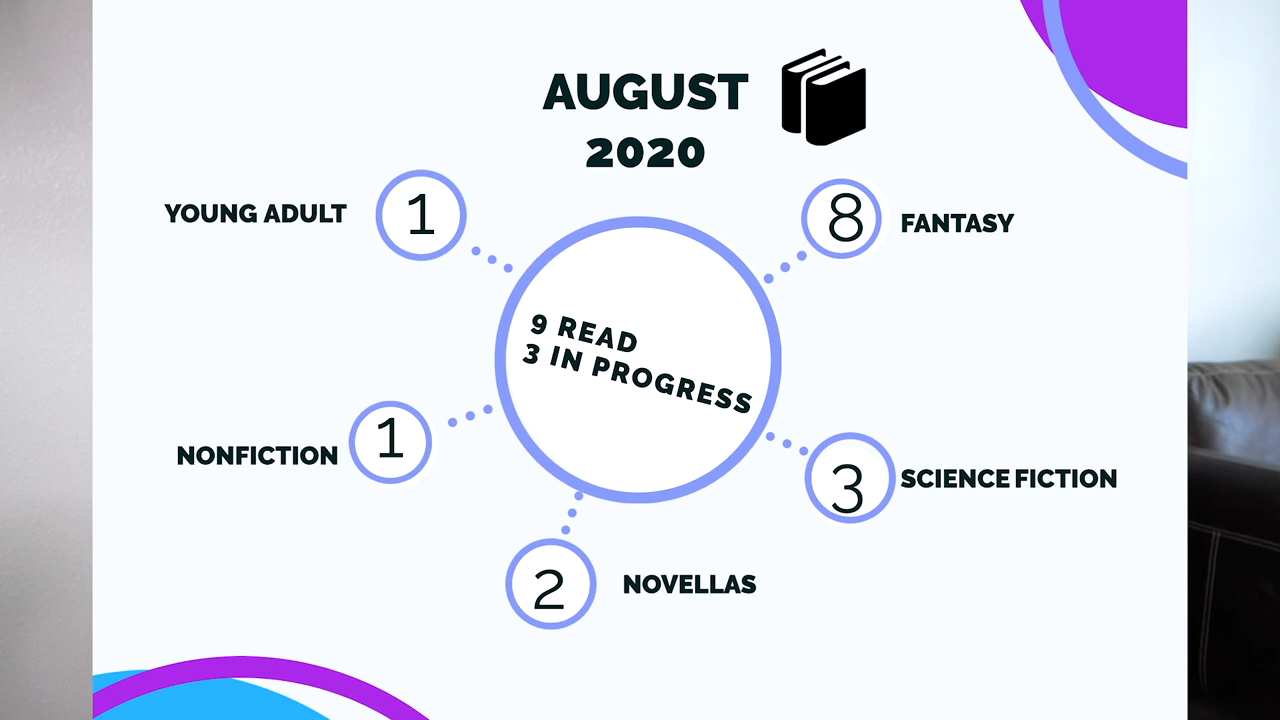 AUGUST
2020
YOUNG ADULT
1
8
FANTASY
9 READ
3 IN PROGRESS
NONFICTION
1
3
SCIENCE FICTION
2
NOVELLAS